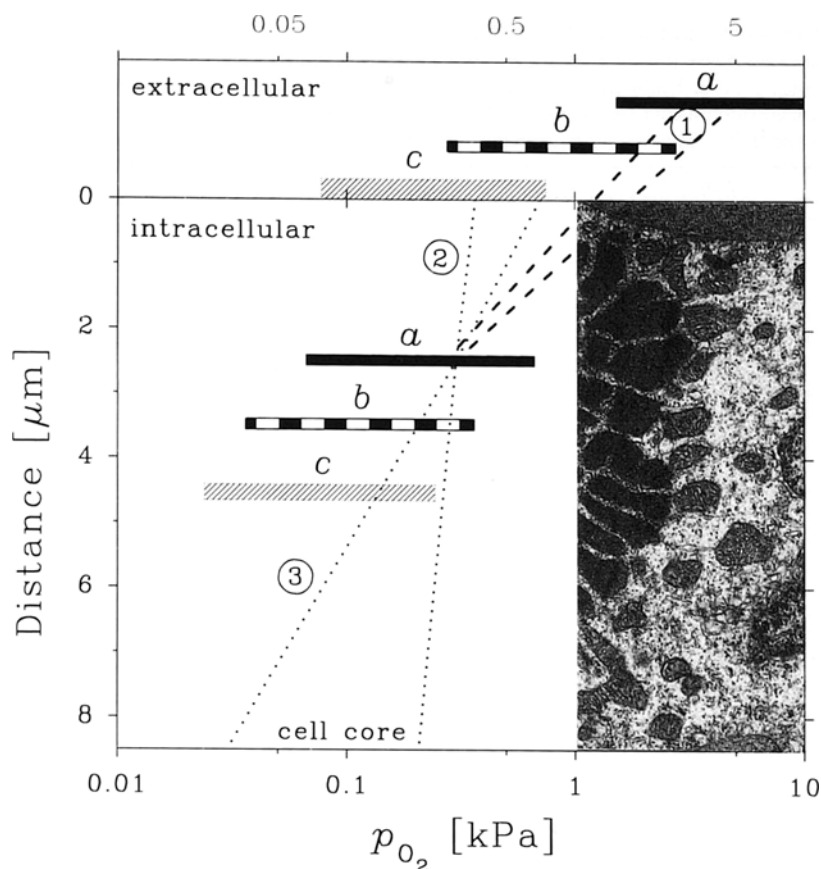 0.05 0.5 5
extracellular
a
1
b
c
0
intracellular
2
2
a
b
4
c
3
6
8
cell core
0.01 0.1 1 10
Distance [μm]
pO2 [kPa]